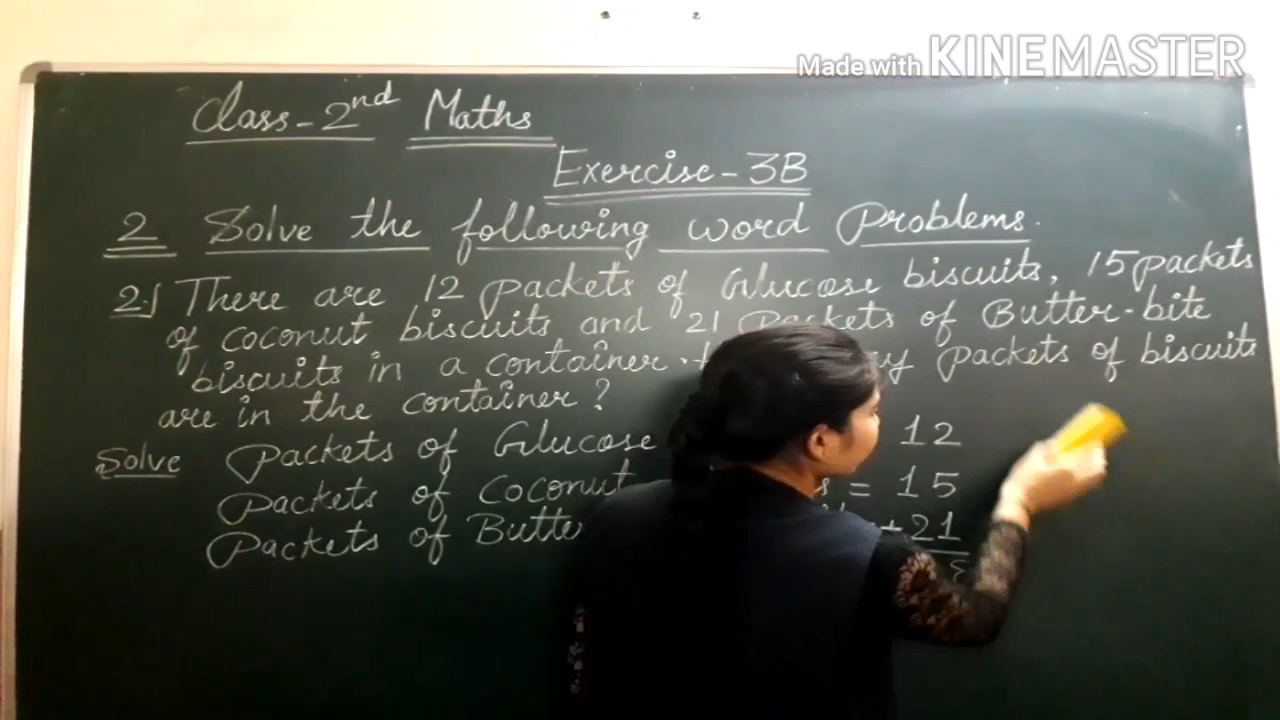 Made with KINEMASTER
Class-2nd Maths
Exercise-3B
2 Solve the following word Problems.
2.) There are 12 packets of Glucose biscuits, 15 packets
of coconut biscuits and 21 packets of Butter-bite
biscuits in a container. packets of biscuits
are in the container?
Solve Packets of Glucose 12
Packets of Coconut = 15
Packets of +21